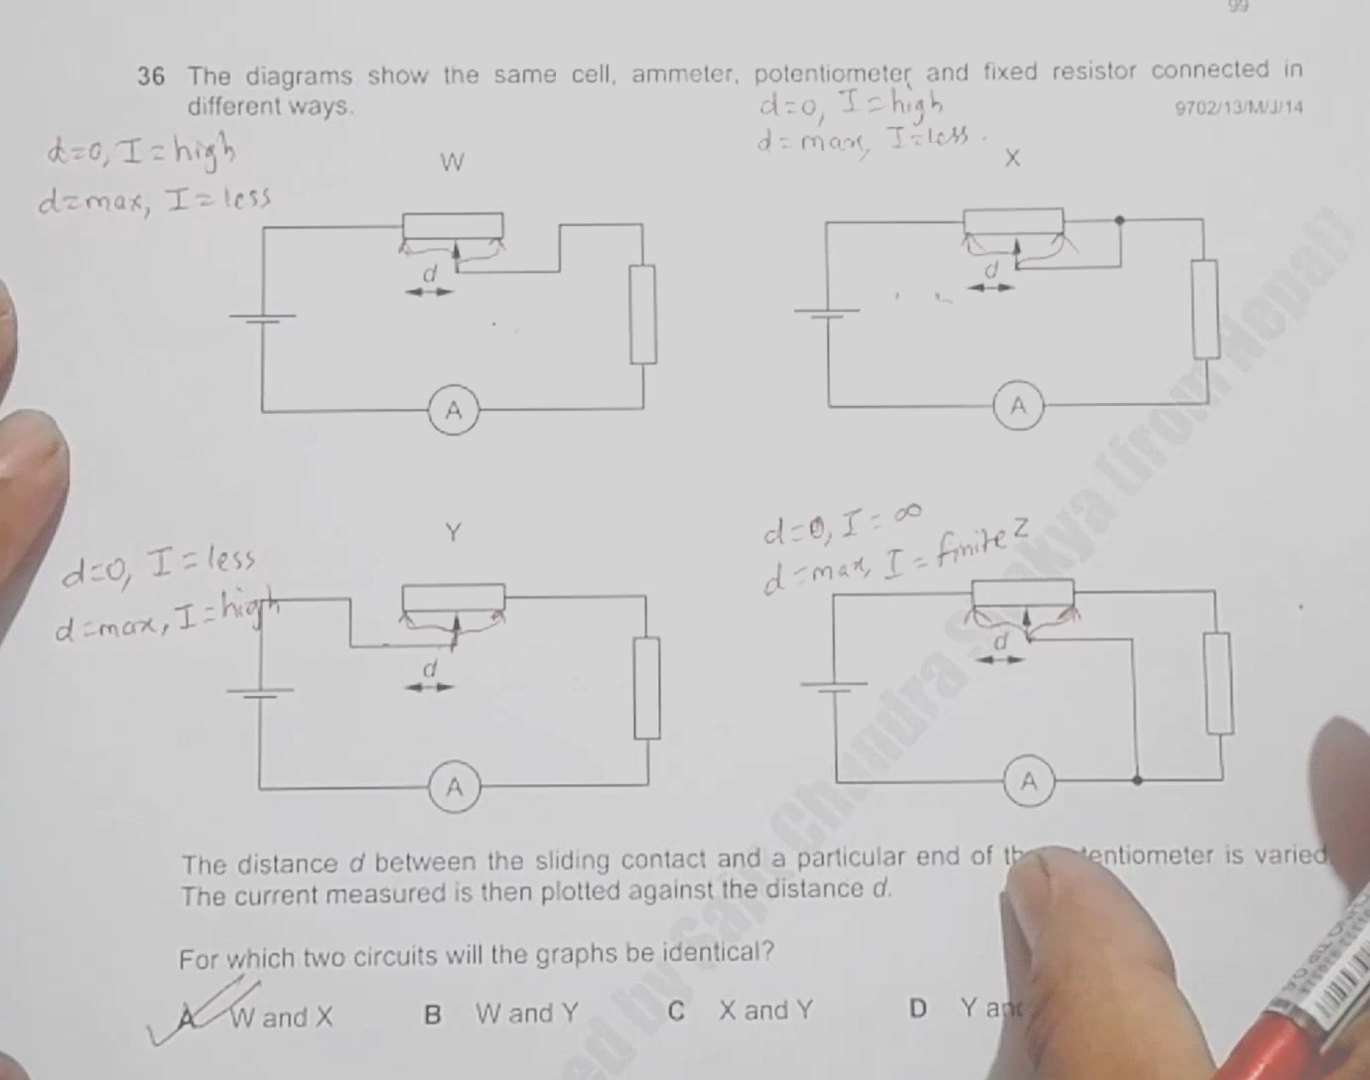 99
36 The diagrams show the same cell, ammeter, potentiometer and fixed resistor connected in
different ways.
9702/13/M/J/14
d=0, I=high
d=max, I=less
d=0, I=high
d=max, I=less.
W
X
d
d
A
A
Y
d=0, I=less
d=max, I=high
d=0, I=∞
d=max, I=finite
d
d
A
A
The distance d between the sliding contact and a particular end of the potentiometer is varied.
The current measured is then plotted against the distance d.
For which two circuits will the graphs be identical?
A W and X B W and Y C X and Y D Y and